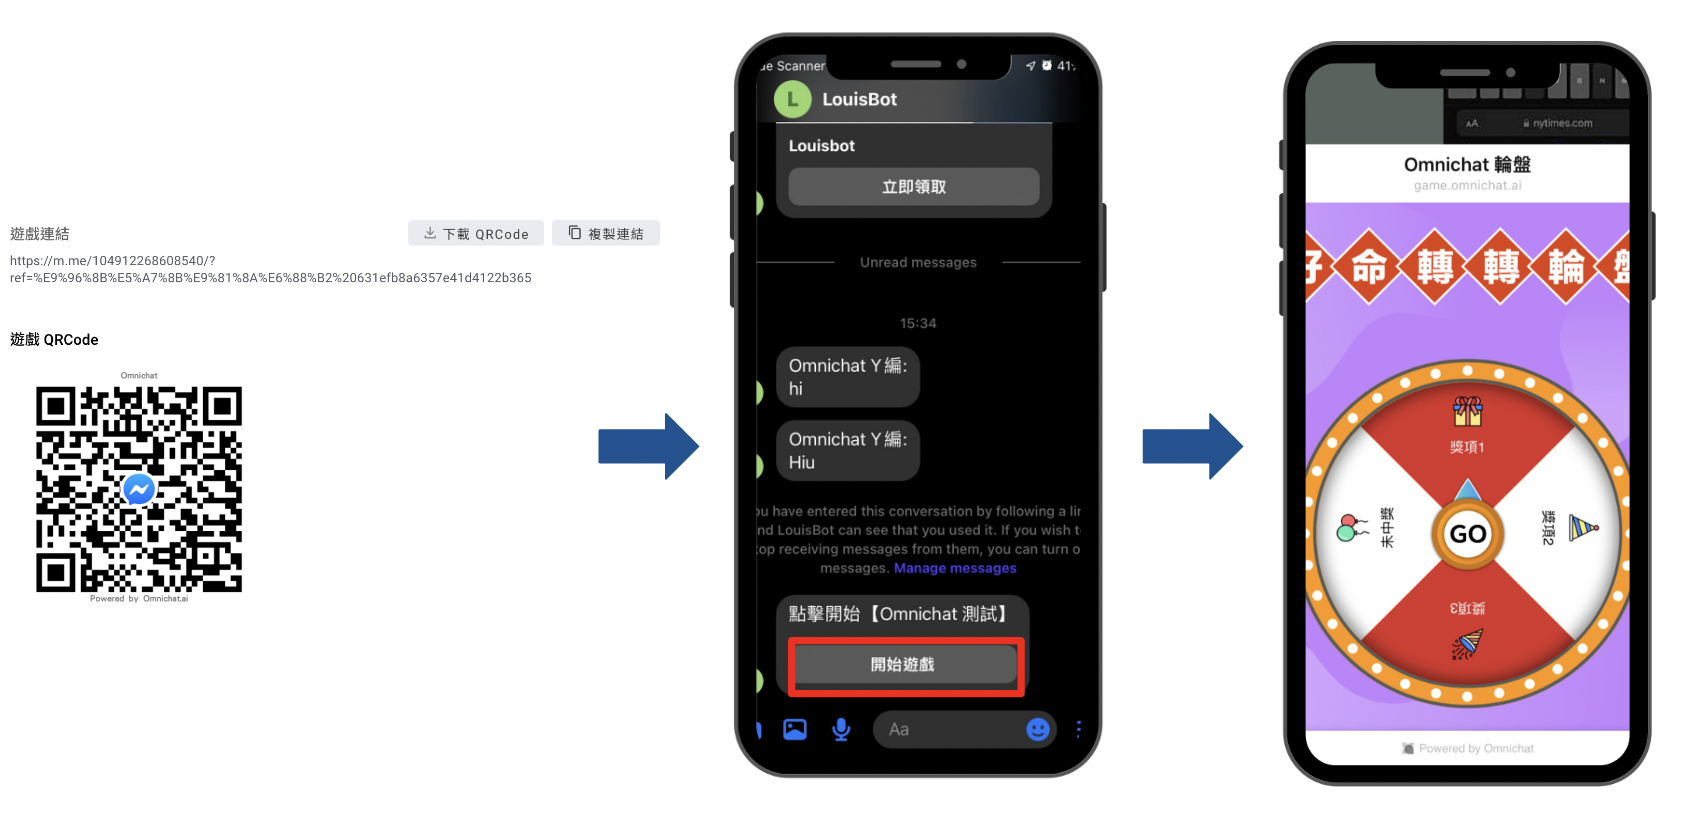 遊戲連結
下載 QRCode
複製連結
https://m.me/104912268608540/?
ref=%E9%96%8B%E5%A7%8B%E9%81%8A%E6%88%B2%20631efb8a6357e41d4122b365
遊戲 QRCode
Omnichat
Powered by Omnichat.ai
Scanner
41
L
LouisBot
Louisbot
立即領取
Unread messages
15:34
Omnichat Y編:
hi
Omnichat Y編:
Hiu
have entered this conversation by following a
LouisBot can see that you used it. If you wish
receiving messages from them, you can turn
messages. Manage messages
點擊開始【Omnichat 測試】
開始遊戲
Aa
AA
nytimes.com
Omnichat 輪盤
game.omnichat.ai
好命轉轉輪盤
獎項1
未中獎
GO
獎項2
獎項3
Powered by Omnichat